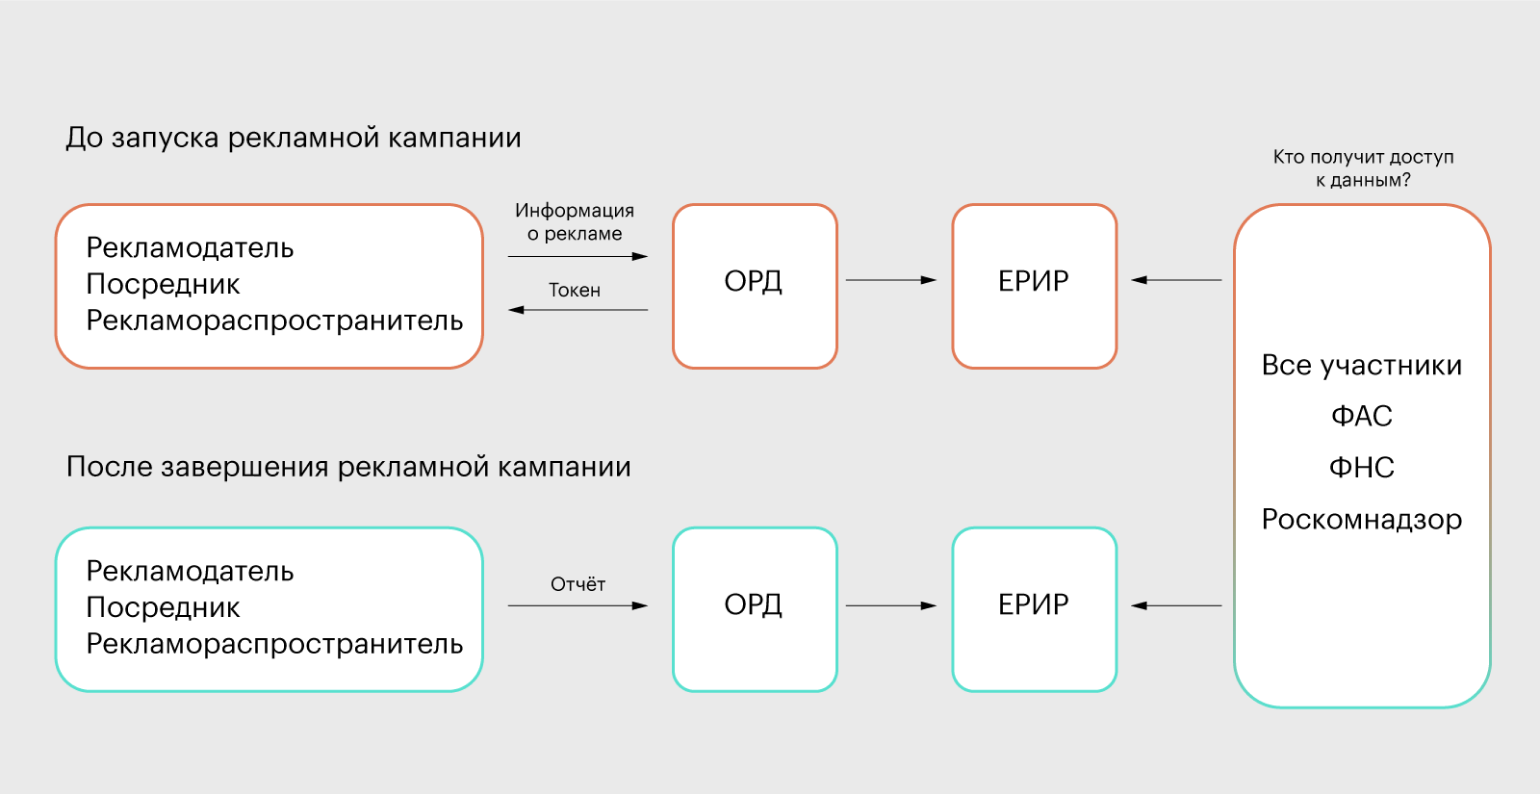 До запуска рекламной кампании
Кто получит доступ
к данным?
Рекламодатель
Посредник
Рекламораспространитель
Информация
о рекламе
Токен
ОРД
ЕРИР
Все участники
ФАС
ФНС
Роскомнадзор
После завершения рекламной кампании
Рекламодатель
Посредник
Рекламораспространитель
Отчёт
ОРД
ЕРИР